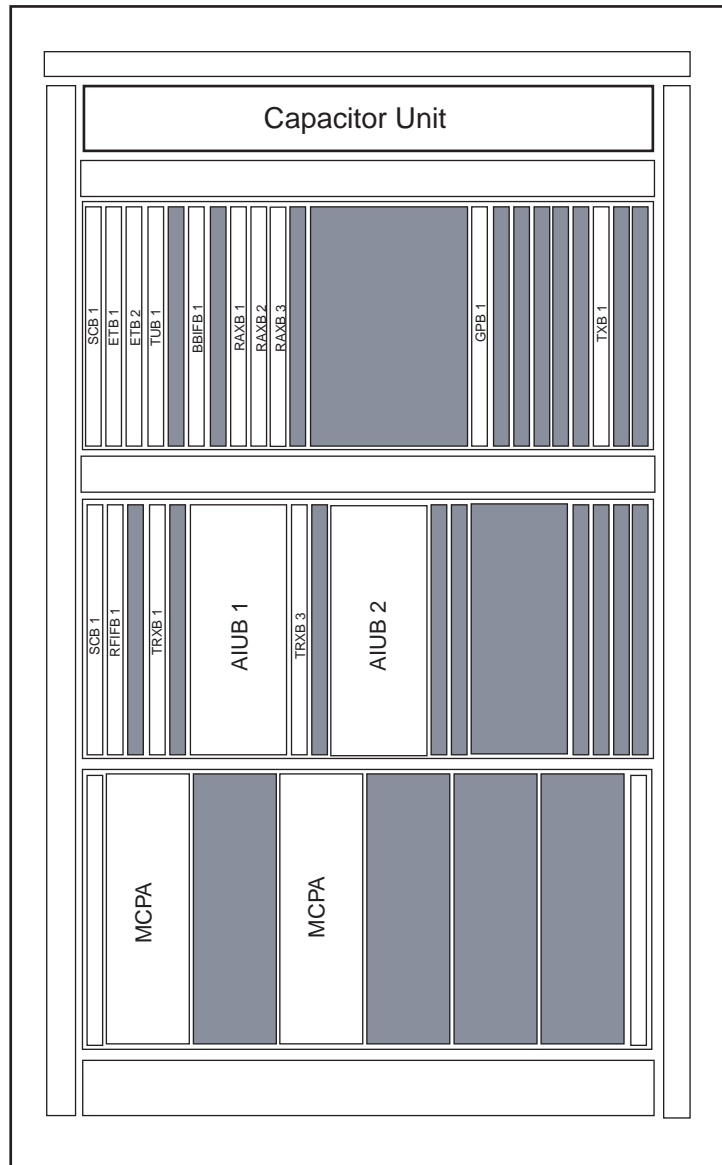 Capacitor Unit
SCB 1
ETB 1
ETB 2
TUB 1
BBIFB 1
RAXB 1
RAXB 2
RAXB 3
GPB 1
TXB 1
SCB 1
RFIFB 1
TRXB 1
AIUB 1
TRXB 3
AIUB 2
MCPA
MCPA